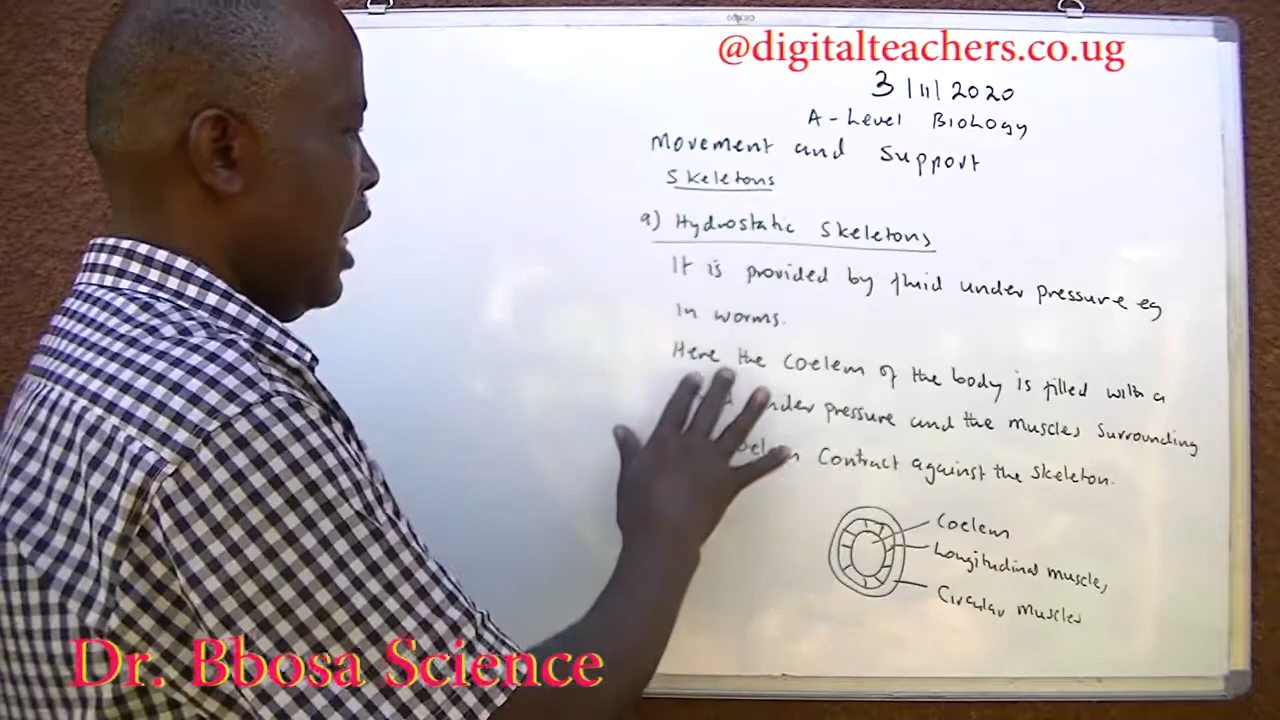 @digitalteachers.co.ug
3/11/2020
A-Level Biology
Movement and Support
Skeletons
a) Hydrostatic Skeletons
It is provided by fluid under pressure eg
in worms.
Here the Coelem of the body is filled with a
under pressure and the muscles surrounding
Contract against the skeleton.
Coelem
Longitudinal muscles
Circular muscles
Dr. Bbosa Science